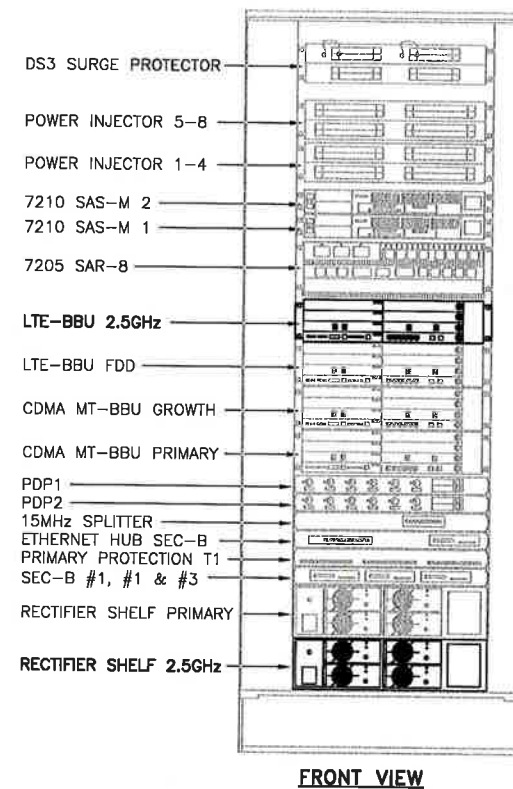 DS3 SURGE PROTECTOR
POWER INJECTOR 5-8
POWER INJECTOR 1-4
7210 SAS-M 2
7210 SAS-M 1
7205 SAR-8
LTE-BBU 2.5GHz
LTE-BBU FDD
CDMA MT-BBU GROWTH
CDMA MT-BBU PRIMARY
PDP1
PDP2
15MHz SPLITTER
ETHERNET HUB SEC-B
PRIMARY PROTECTION T1
SEC-B #1, #1 & #3
RECTIFIER SHELF PRIMARY
RECTIFIER SHELF 2.5GHz
FRONT VIEW